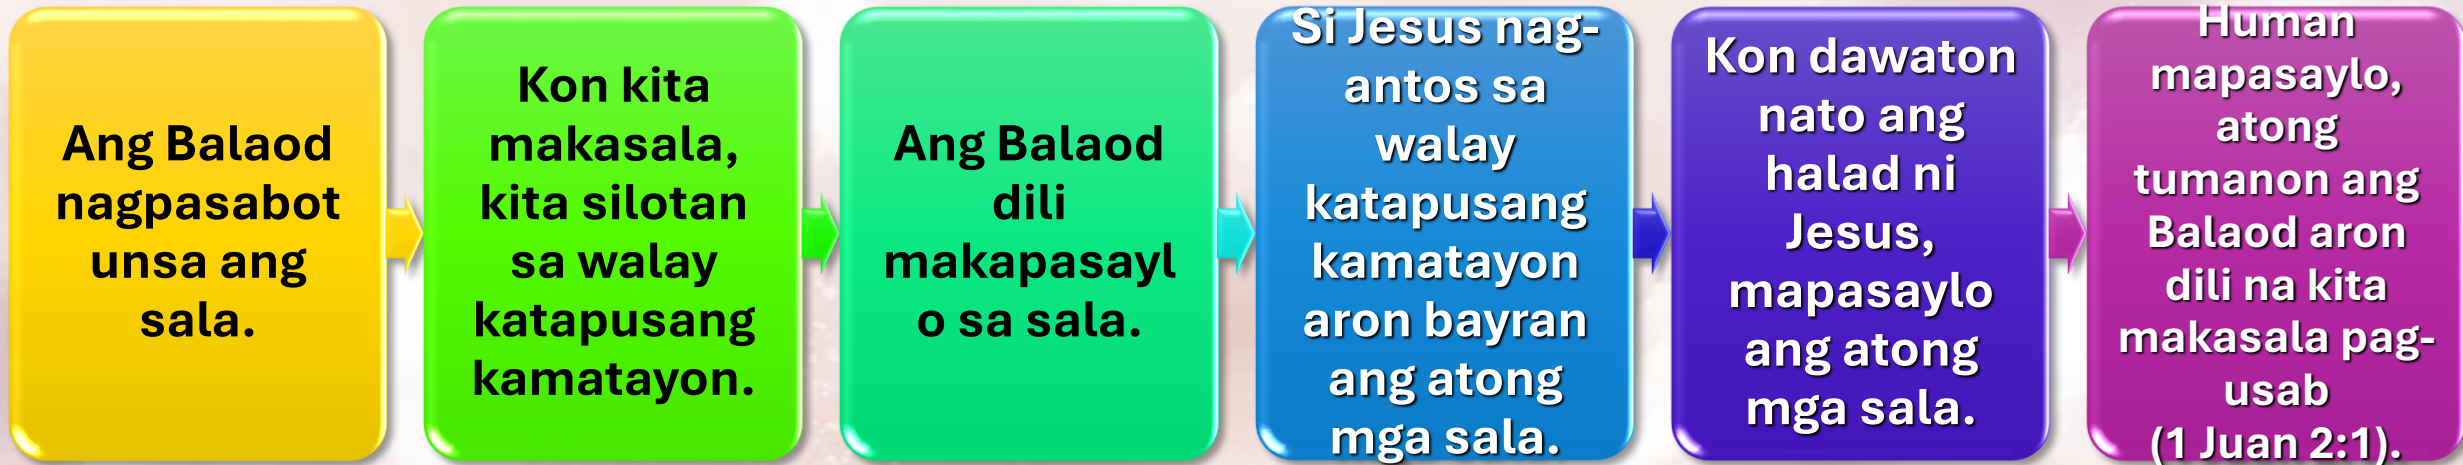 Ang Balaod
nagpasabot
unsa ang
sala.
Kon kita
makasala,
kita silotan
sa walay
katapusang
kamatayon.
Ang Balaod
dili
makapasayl
o sa sala.
Si Jesus nag-
antos sa
walay
katapusang
kamatayon
aron bayran
ang atong
mga sala.
Kon dawaton
nato ang
halad ni
Jesus,
mapasaylo
ang atong
mga sala.
Human
mapasaylo,
atong
tumanon ang
Balaod aron
dili na kita
makasala pag-
usab
(1 Juan 2:1).